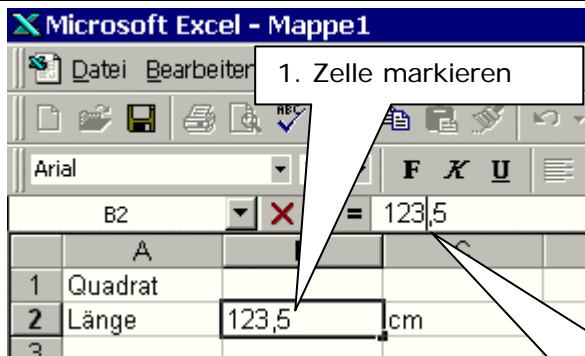 Microsoft Excel - Mappe1
Datei Bearbeiten
1. Zelle markieren
ABC
Arial F K U
B2 = 123,5
A C
1 Quadrat
2 Länge 123,5 cm
3